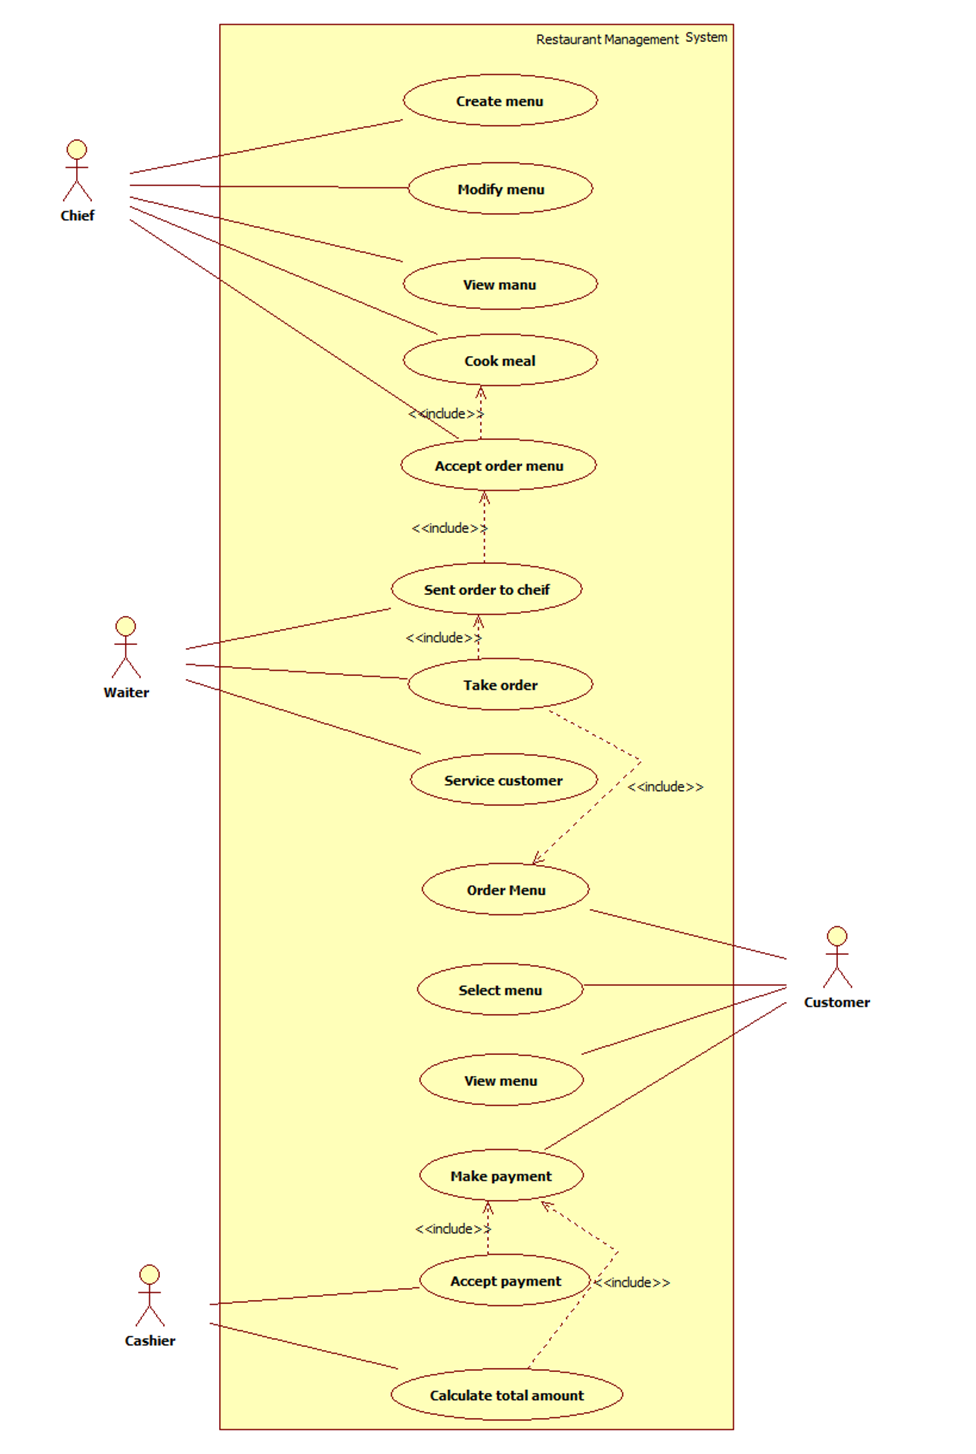 Restaurant Management System
Create menu
Chief
Modify menu
View manu
Cook meal
<<include>>
Accept order menu
<<include>>
Sent order to cheif
<<include>>
Waiter
Take order
Service customer
<<include>>
Order Menu
Select menu
Customer
View menu
Make payment
<<include>>
Accept payment
<<include>>
Cashier
Calculate total amount